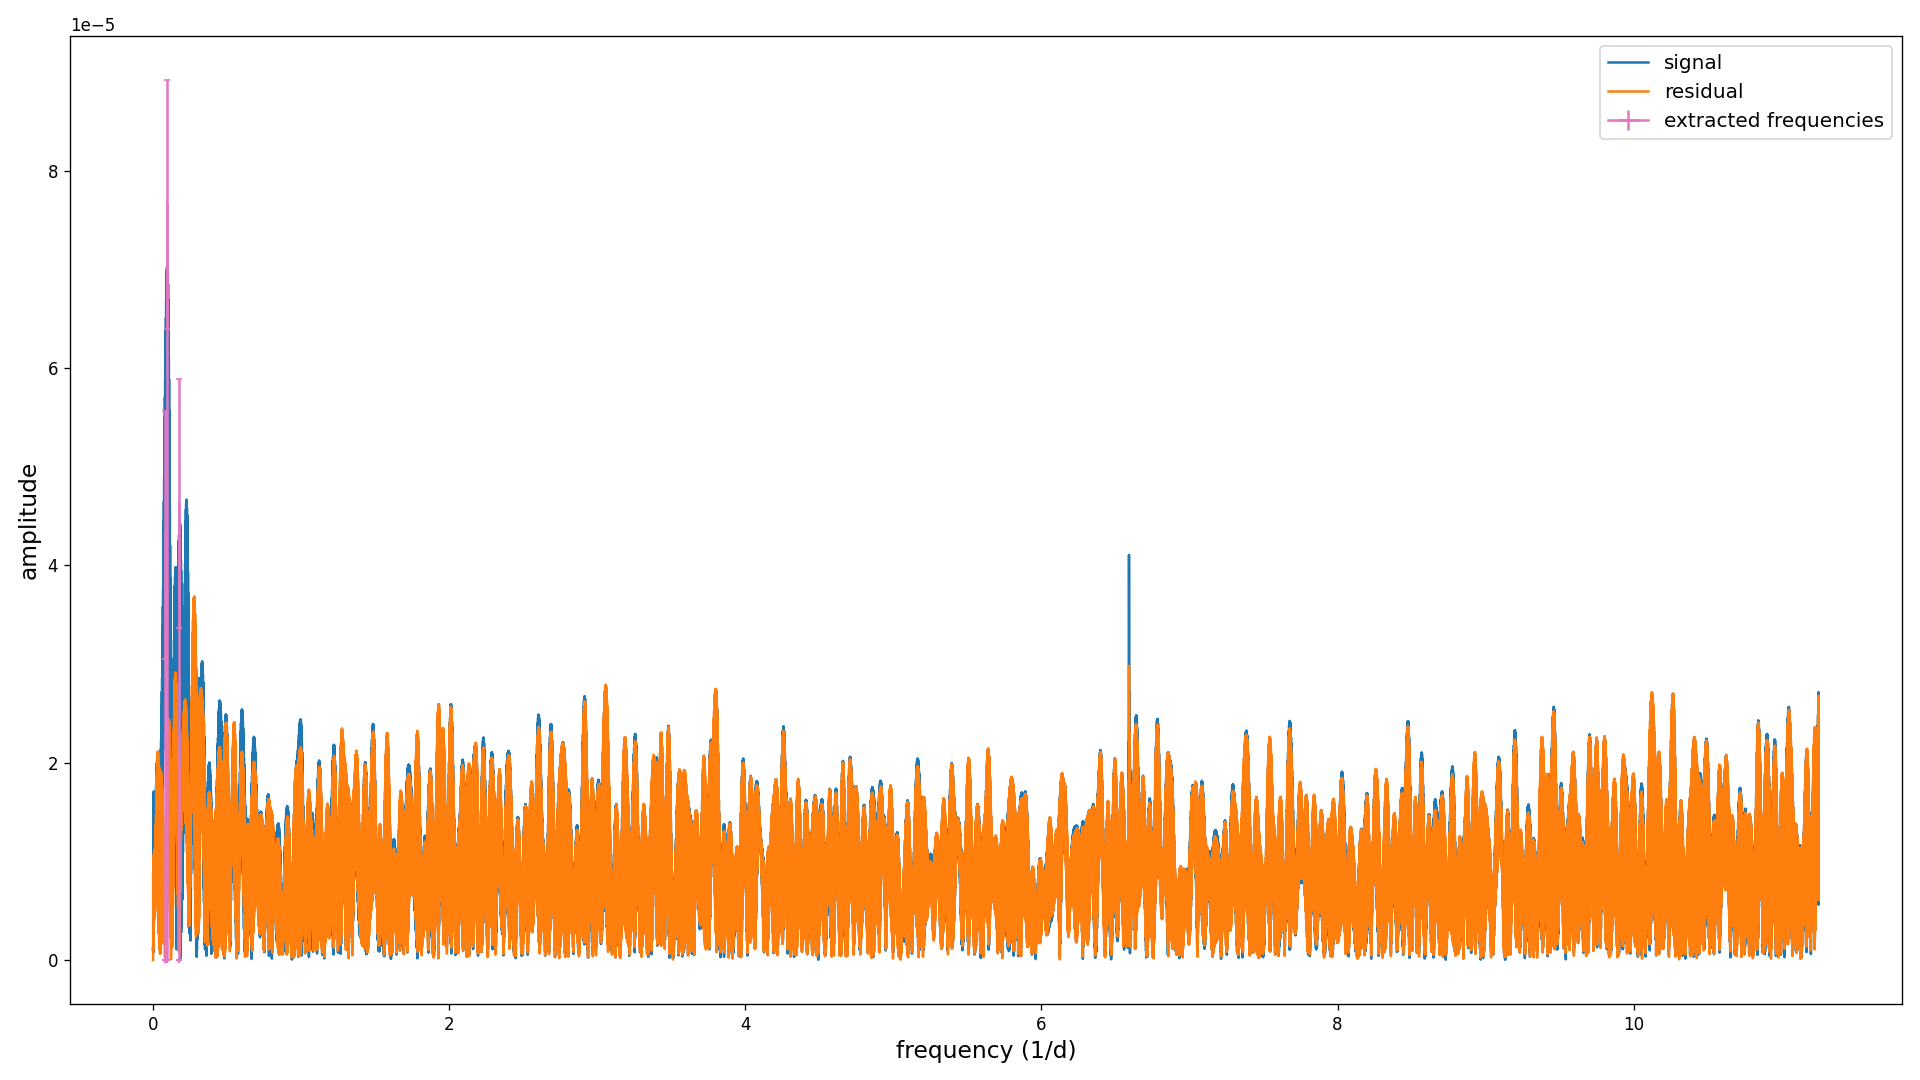 1e−5
signal
residual
extracted frequencies
8
6
4
2
0
amplitude
0 2 4 6 8 10
frequency (1/d)